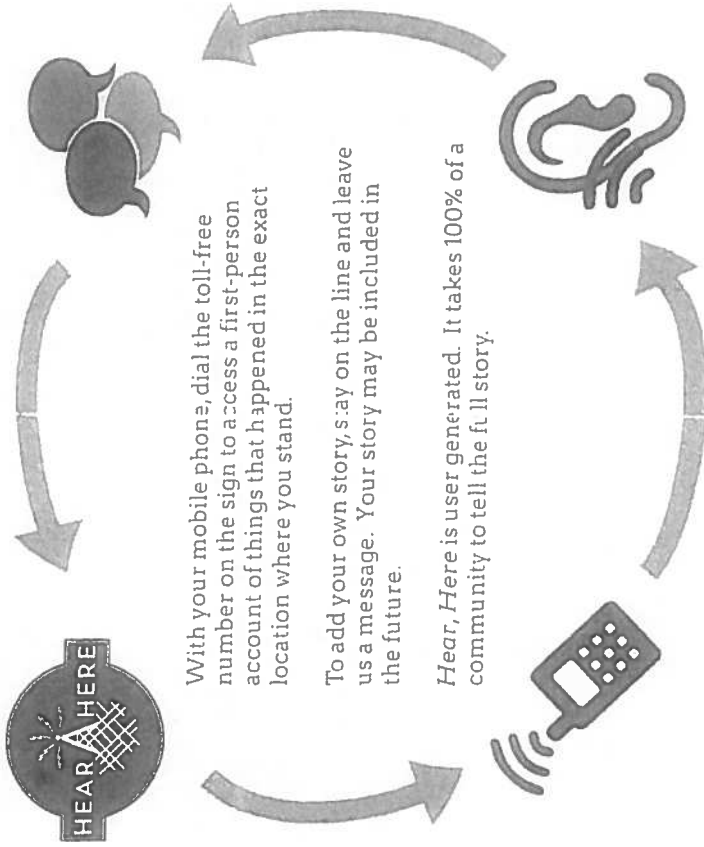 HEAR HERE
With your mobile phone, dial the toll-free
number on the sign to access a first-person
account of things that happened in the exact
location where you stand.
To add your own story, stay on the line and leave
us a message. Your story may be included in
the future.
Hear, Here is user generated. It takes 100% of a
community to tell the full story.